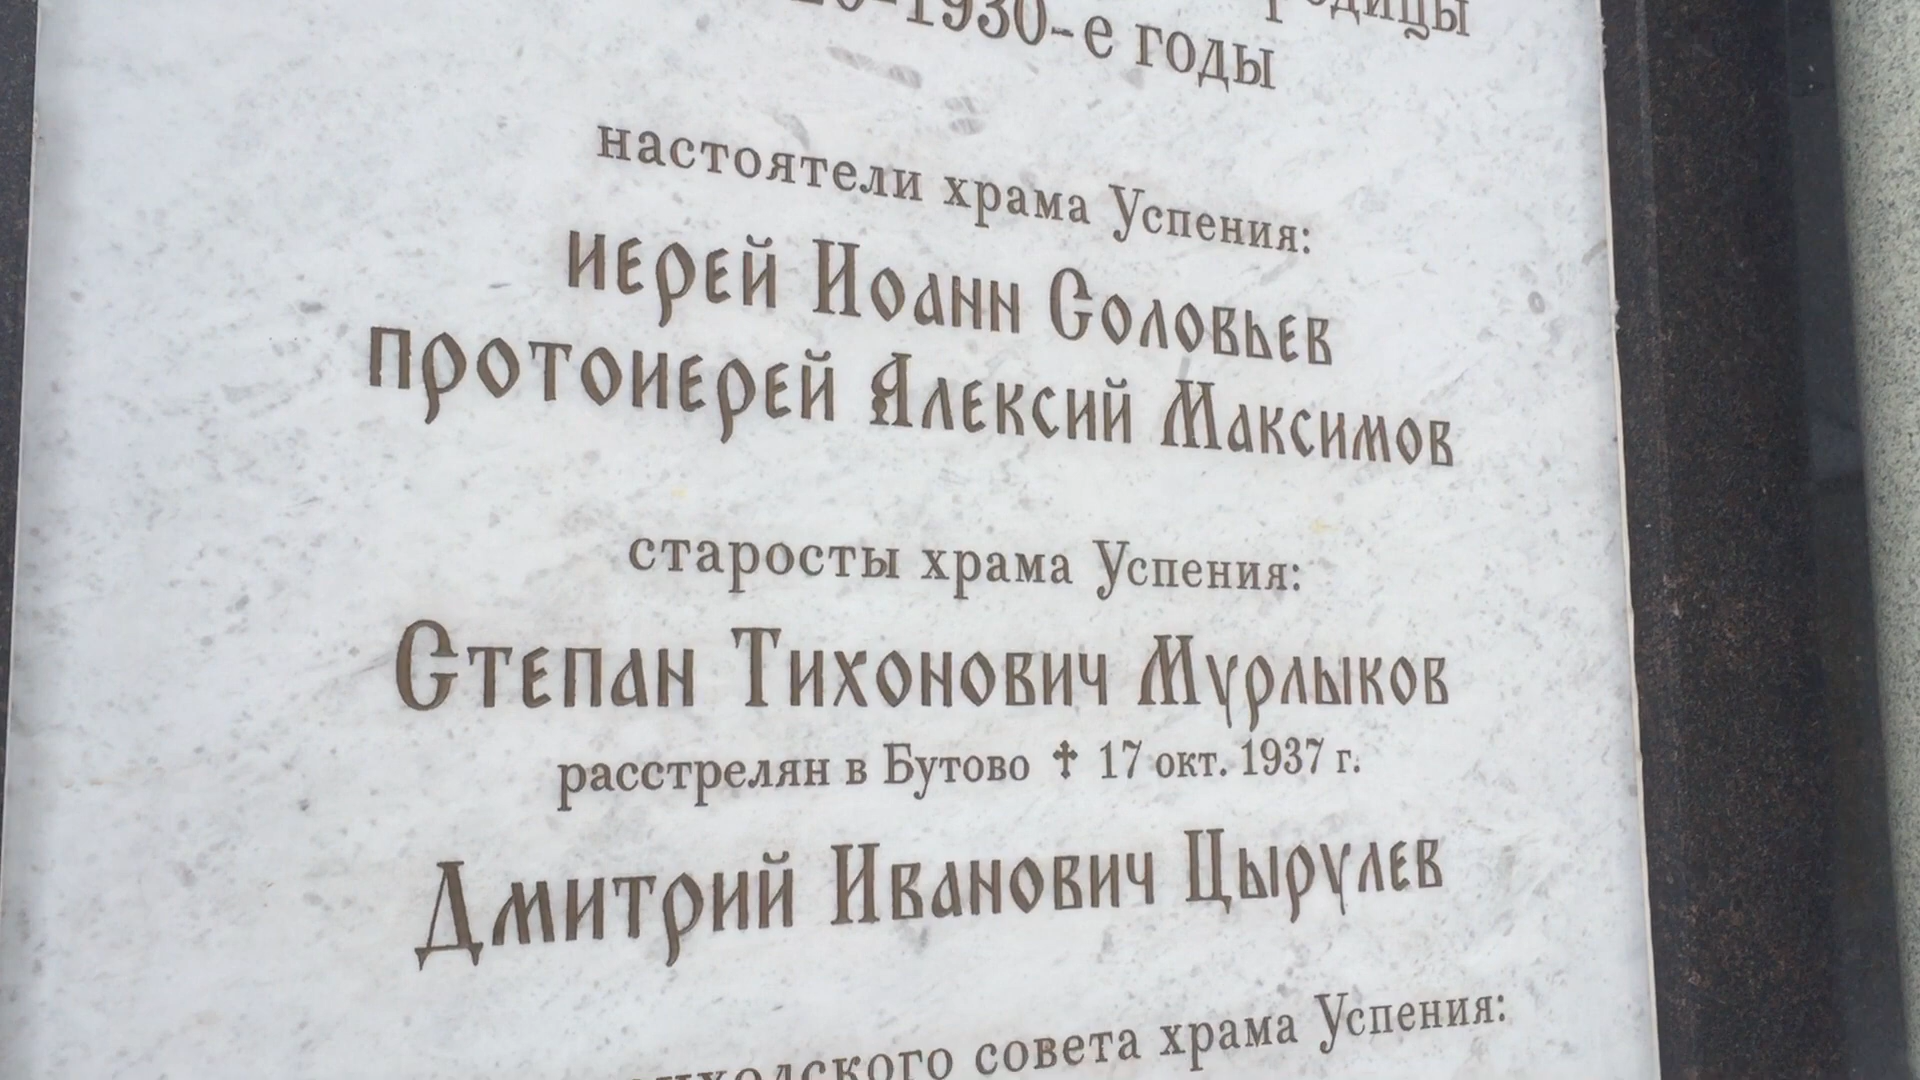 -1930-е годы
настоятели храма Успения:
иерей Иоанн Соловьев
протоиерей Алексий Максимов
старосты храма Успения:
Степан Тихонович Мурлыков
расстрелян в Бутово ✝ 17 окт. 1937 г.
Дмитрий Иванович Цырулев
совета храма Успения: